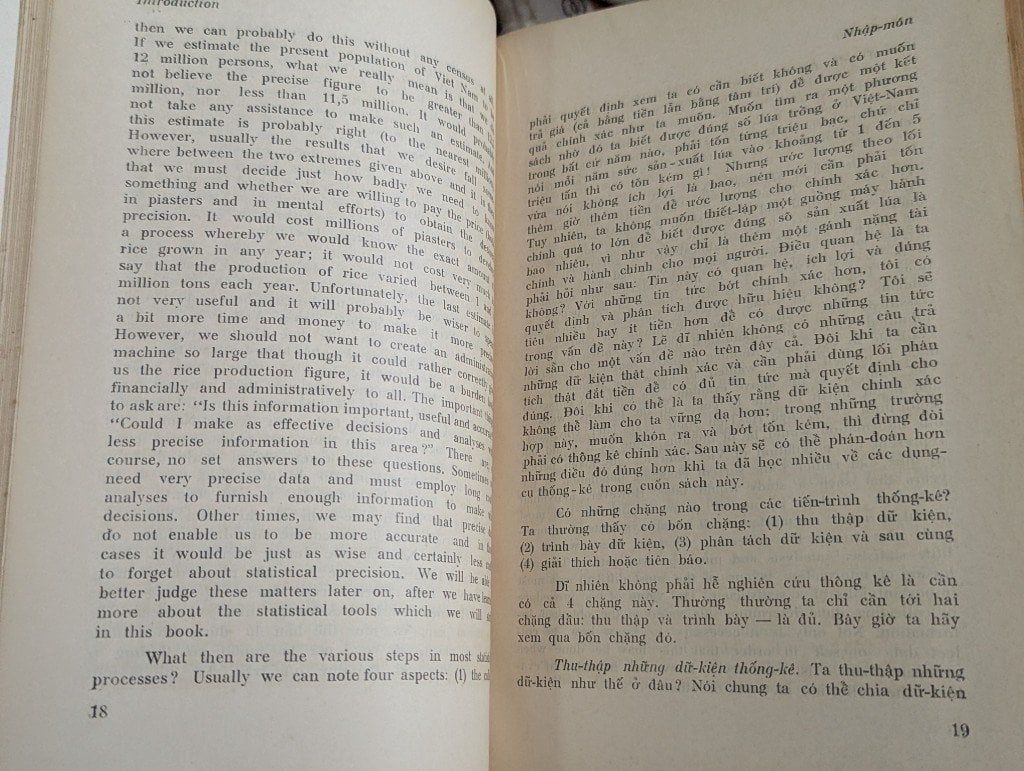 Introduction
then we can probably do this without any census at all.
If we estimate the present population of Viet Nam to be
12 million persons, what we really mean is that we
not believe the precise figure to be greater than
million, nor less than 11,5 million. It would
not take any assistance to make such an estimate,
this estimate is probably right (to the nearest million
However, usually the results that we desire fall
where between the two extremes given above and it is
that we must decide just how badly we need to
something and whether we are willing to pay the price
in piasters and in mental efforts) to obtain the
precision. It would cost millions of piasters to
a process whereby we would know the exact amount
rice grown in any year; it would not cost very much
say that the production of rice varied between 1 and
million tons each year. Unfortunately, the last estimate
not very useful and it will probably be wiser to
a bit more time and money to make it more
However, we should not want to create an
machine so large that though it could rather correctly
us the rice production figure, it would be a burden
financially and administratively to all. The important
to ask are: "Is this information important, useful and
"Could I make as effective decisions and analyses
less precise information in this area?" There are,
course, no set answers to these questions. Sometimes
need very precise data and must employ long
analyses to furnish enough information to make
decisions. Other times, we may find that precise
do not enable us to be more accurate and in
cases it would be just as wise and certainly less
to forget about statistical precision. We will be
better judge these matters later on, after we have
more about the statistical tools which we will
in this book.
What then are the various steps in most
processes? Usually we can note four aspects: (1) the
18
Nhập-môn
phải quyết định xem ta có cần biết không và có muốn
trả giá (cả bằng tiền lẫn bằng tâm trí) để được một kết
quả chính xác như ta muốn. Muốn tìm ra một phương
sách nhờ đó ta biết được đúng số lúa trồng ở Việt-Nam
trong bất cứ năm nào, phải tốn từng triệu bạc, chứ chỉ
nói mỗi năm sức sản-xuất lúa vào khoảng từ 1 đến 5
triệu tấn thì có tốn kém gì! Nhưng ước lượng theo lối
vừa nói không ích lợi là bao, nên mới cần phải tốn
thêm giờ thêm tiền để ước lượng cho chính xác hơn.
Tuy nhiên, ta không muốn thiết-lập một guồng máy hành
chính quá to lớn để biết được đúng số sản xuất lúa là
bao nhiêu, vì như vậy chỉ là thêm một gánh nặng tài
chính và hành chính cho mọi người. Điều quan hệ là ta
phải hỏi như sau: Tin này có quan hệ, ích lợi và đúng
không? Với những tin tức bớt chính xác hơn, tôi có
quyết định và phân tích được hữu hiệu không? Tôi sẽ
tiêu nhiều hay ít tiền hơn để có được những tin tức
trong vấn đề này? Lẽ dĩ nhiên không có những câu trả
lời sẵn cho một vấn đề nào trên đây cả. Đôi khi ta cần
những dữ kiện thật chính xác và cần phải dùng lối phân
tích thật đắt tiền để có đủ tin tức mà quyết định cho
đúng. Đôi khi có thể là ta thấy rằng dữ kiện chính xác
không thể làm cho ta vững dạ hơn; trong những trường
hợp này, muốn khôn ra và bớt tốn kém, thì đừng đòi
phải có thông kê chính xác. Sau này sẽ có thể phán-đoán hơn
những điều đó đúng hơn khi ta đã học nhiều về các dụng-
cụ thống-kê trong cuốn sách này.
Có những chặng nào trong các tiến-trình thống-kê?
Ta thường thấy có bốn chặng: (1) thu thập dữ kiện,
(2) trình bày dữ kiện, (3) phân tách dữ kiện và sau cùng
(4) giải thích hoặc tiên báo.
Dĩ nhiên không phải hễ nghiên cứu thông kê là cần
có cả 4 chặng này. Thường thường ta chỉ cần tới hai
chặng đầu: thu thập và trình bày — là đủ. Bây giờ ta hãy
xem qua bốn chặng đó.
Thu-thập những dữ-kiện thống-kê. Ta thu-thập những
dữ-kiện như thế ở đâu? Nói chung ta có thể chia dữ-kiện
19